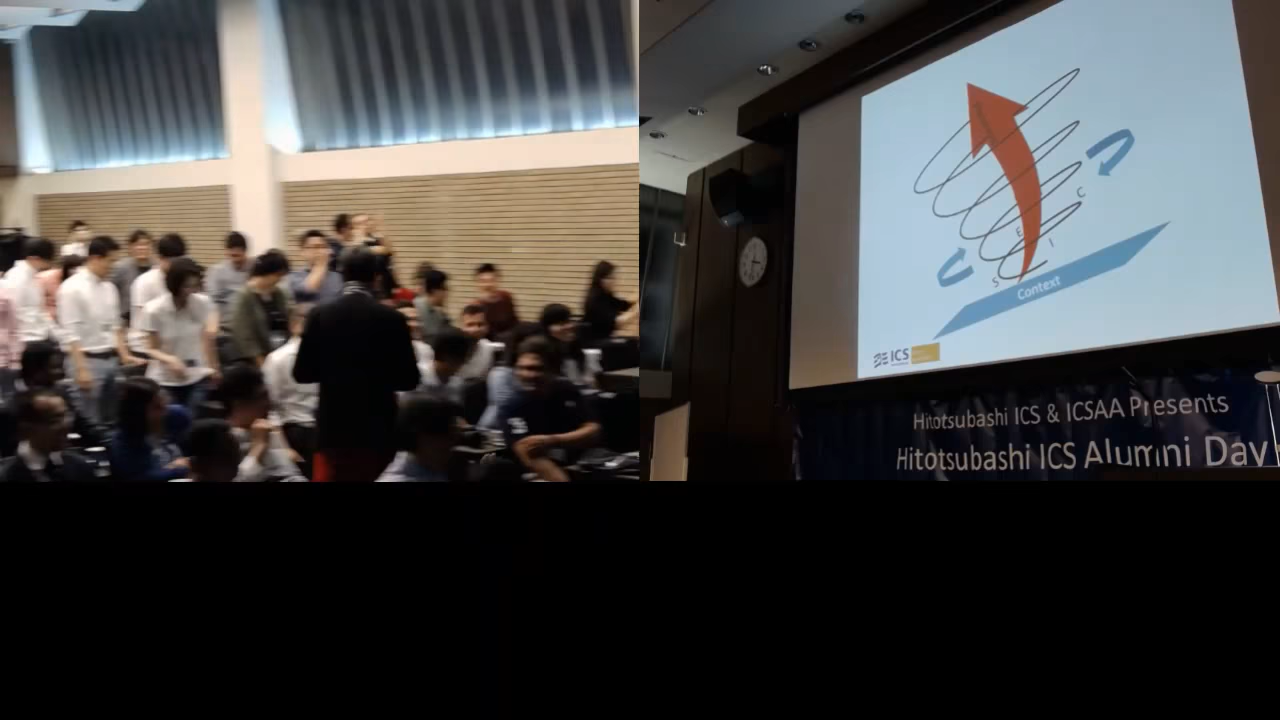 C
E
I
S
Context
ICS
Hitotsubashi ICS & ICSAA Presents
Hitotsubashi ICS Alumni Day